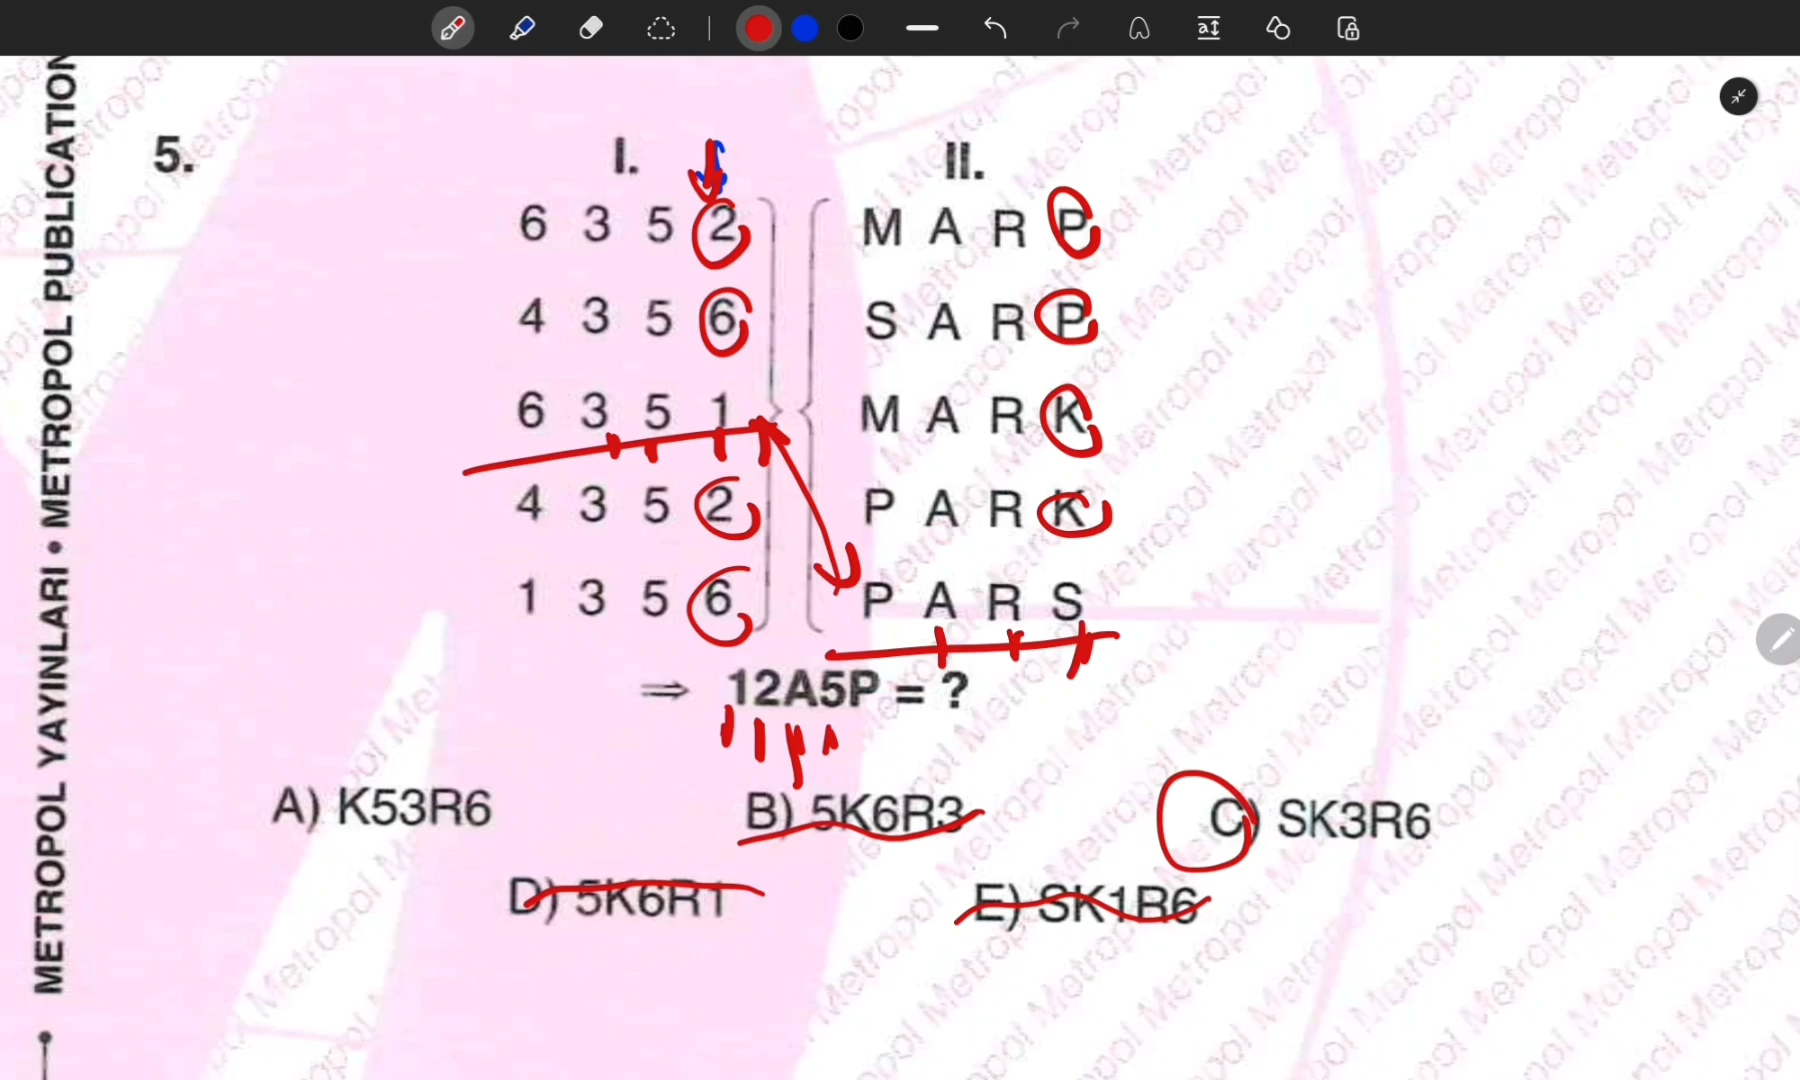 METROPOL YAYINLARI • METROPOL PUBLICATION
5.
I. II.
6 3 5 2 M A R P
4 3 5 6 S A R P
6 3 5 1 M A R K
4 3 5 2 P A R K
1 3 5 6 P A R S
⇒ 12A5P = ?
A) K53R6 B) 5K6R3 C) SK3R6
D) 5K6R1 E) SK1R6